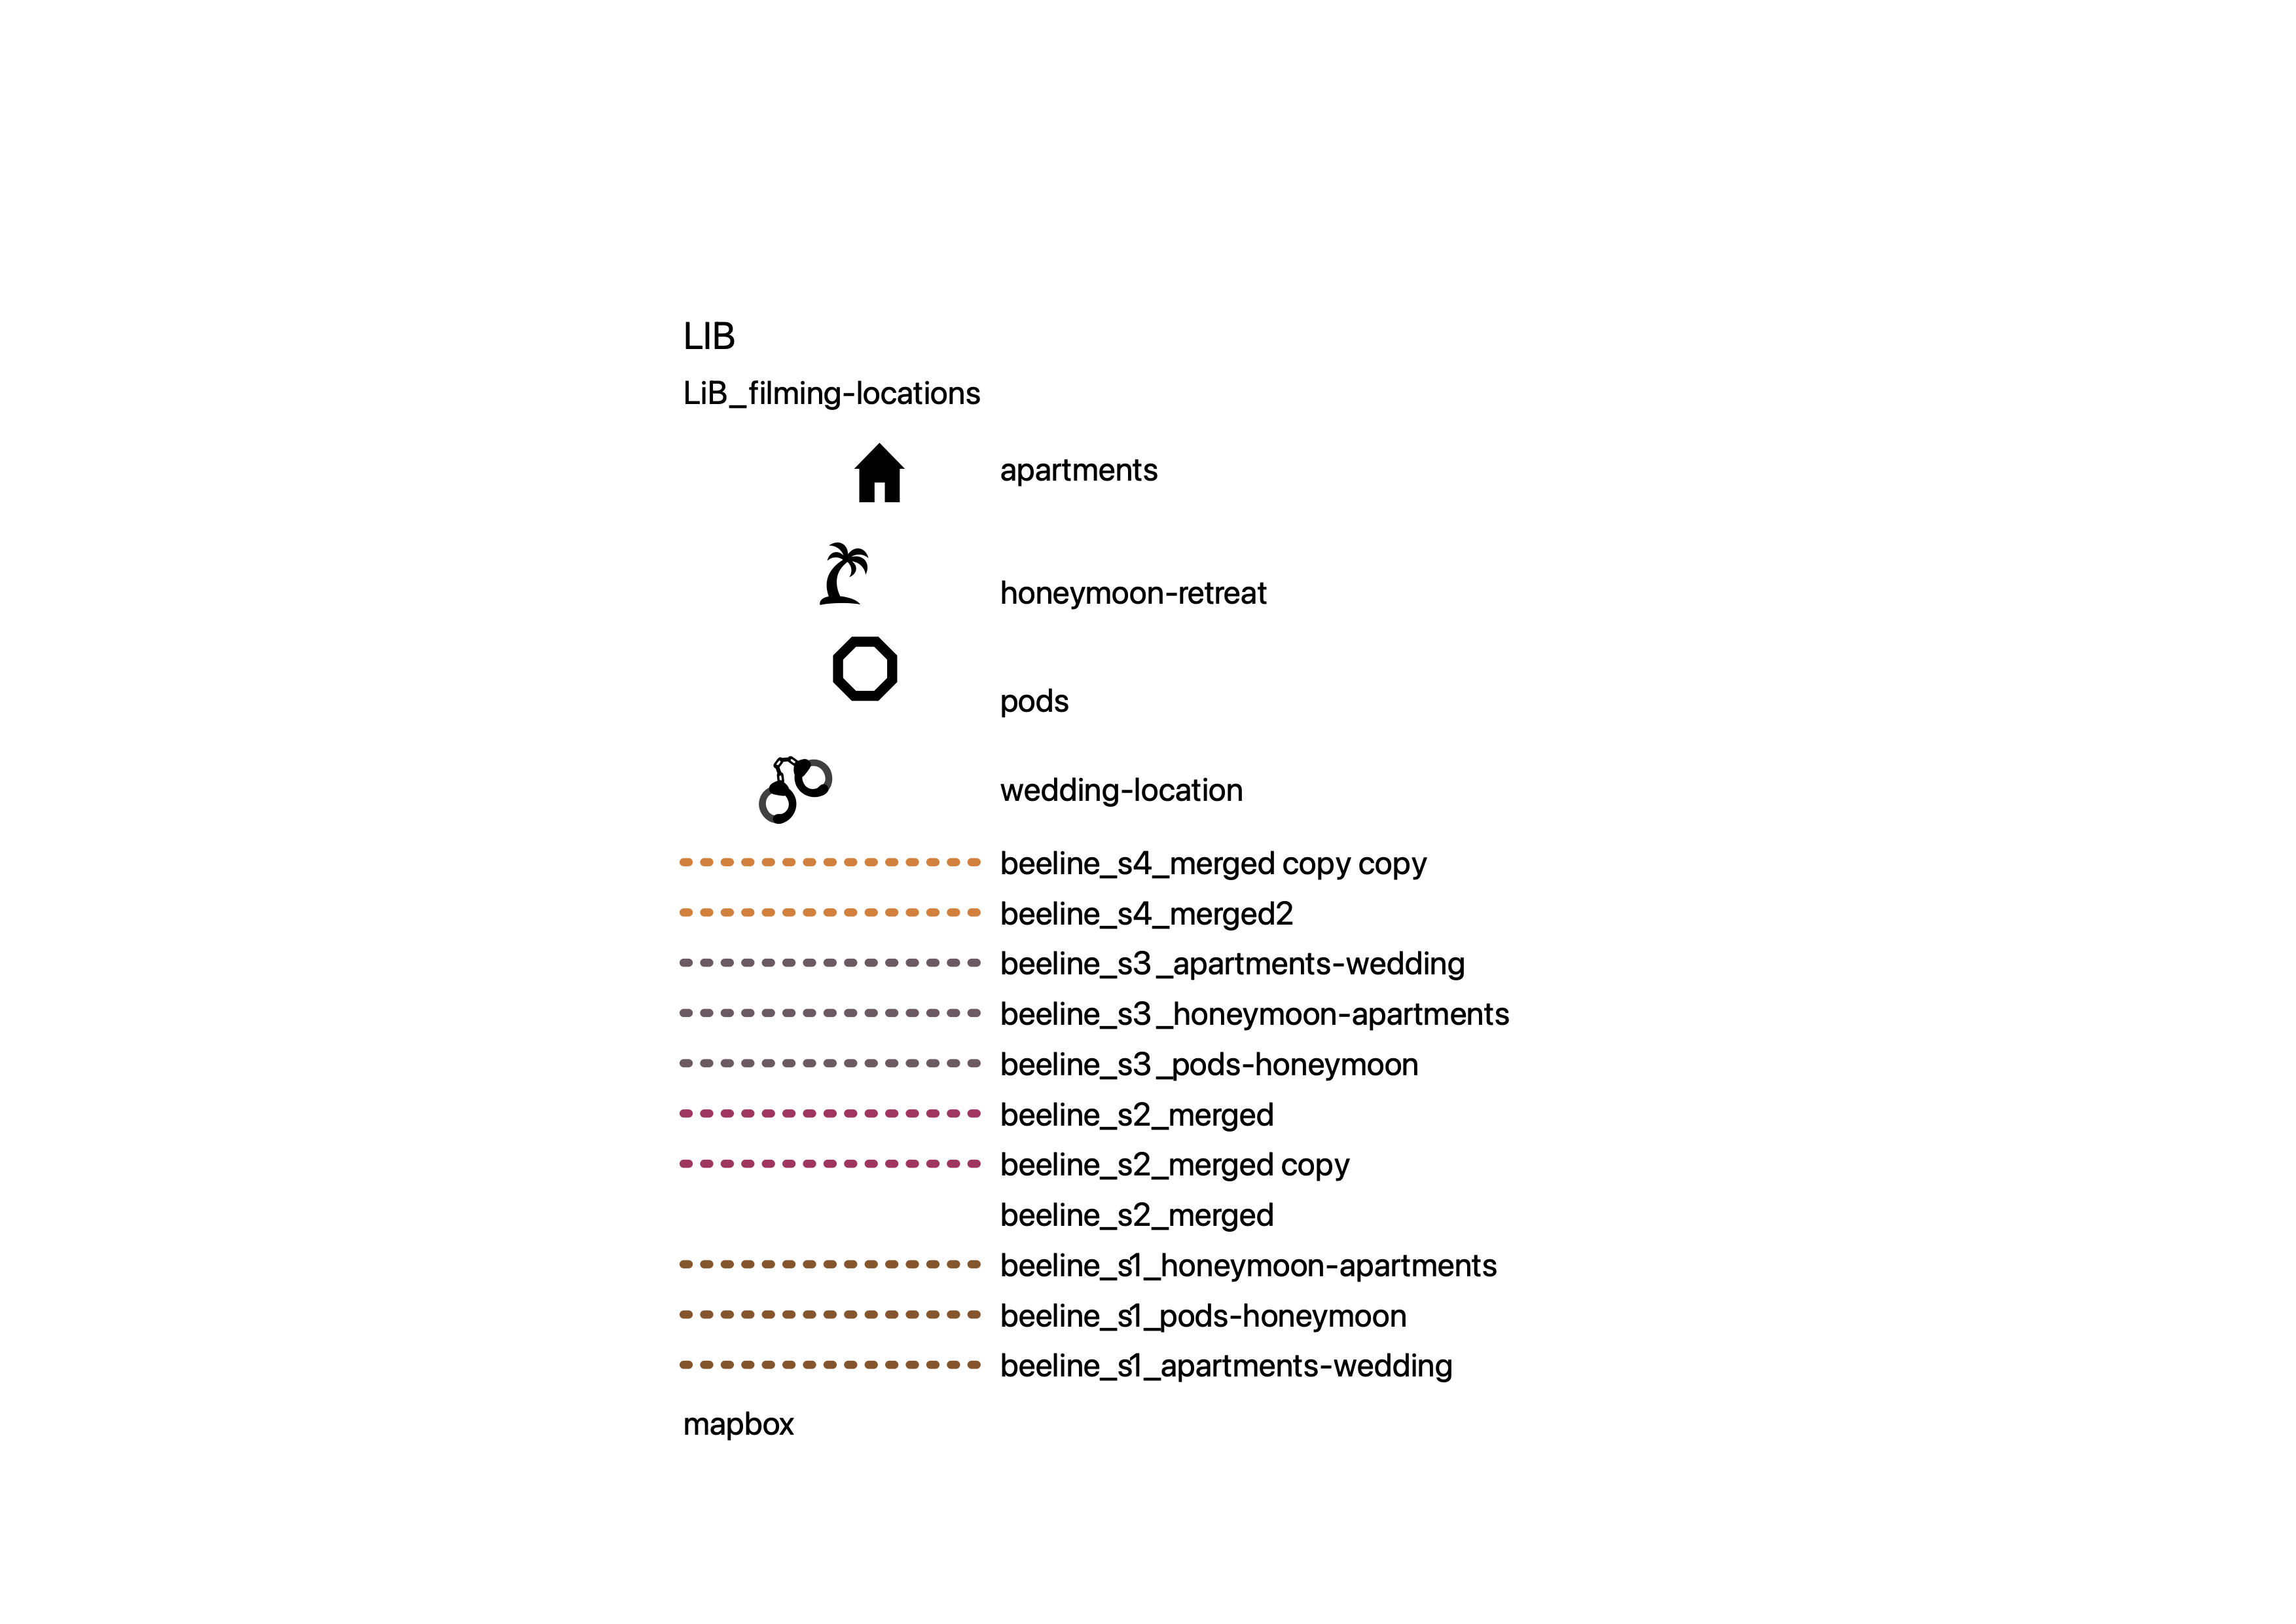 LIB
LiB_filming-locations
apartments
honeymoon-retreat
pods
wedding-location
beeline_s4_merged copy copy
beeline_s4_merged2
beeline_s3_apartments-wedding
beeline_s3_honeymoon-apartments
beeline_s3_pods-honeymoon
beeline_s2_merged
beeline_s2_merged copy
beeline_s2_merged
beeline_s1_honeymoon-apartments
beeline_s1_pods-honeymoon
beeline_s1_apartments-wedding
mapbox